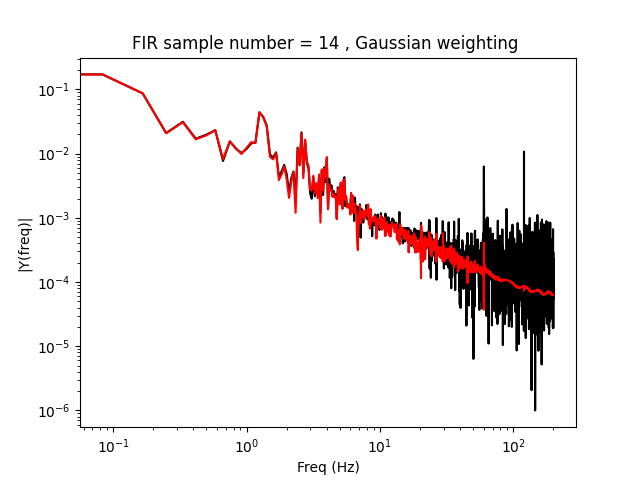 FIR sample number = 14 , Gaussian weighting
10⁻¹
10⁻²
10⁻³
10⁻⁴
10⁻⁵
10⁻⁶
|Y(freq)|
10⁻¹ 10⁰ 10¹ 10²
Freq (Hz)